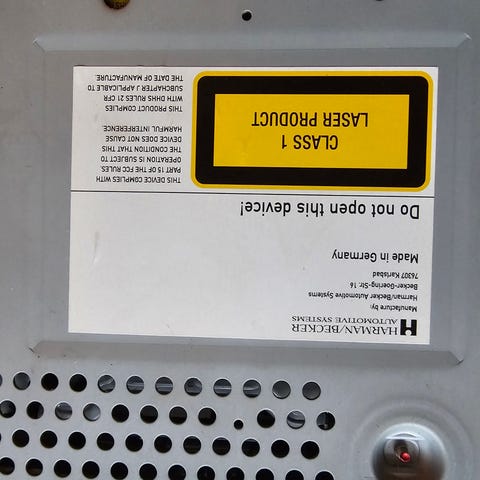 HARMAN/BECKER
AUTOMOTIVE SYSTEMS
Manufacture by:
Harman/Becker Automotive Systems
Becker-Goering-Str. 16
76307 Karlsbad
Made in Germany
Do not open this device!
CLASS 1
LASER PRODUCT
THIS DEVICE COMPLIES WITH
PART 15 OF THE FCC RULES.
OPERATION IS SUBJECT TO
THE CONDITION THAT THIS
DEVICE DOES NOT CAUSE
HARMFUL INTERFERENCE.
THIS PRODUCT COMPLIES
WITH DHHS RULES 21 CFR
SUBCHAPTER J APPLICABLE TO
THE DATE OF MANUFACTURE.